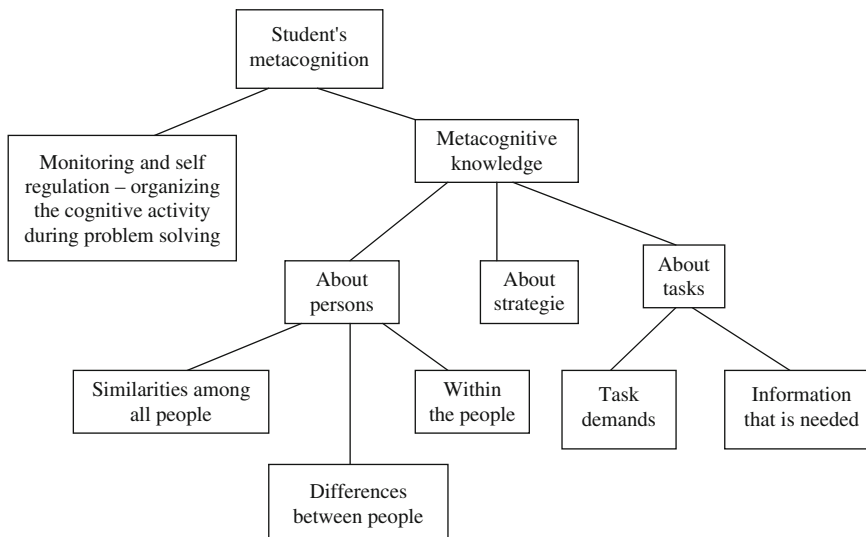 Student's
metacognition
Monitoring and self
regulation – organizing
the cognitive activity
during problem solving
Metacognitive
knowledge
About
persons
About
strategie
About
tasks
Similarities among
all people
Within
the people
Task
demands
Information
that is needed
Differences
between people